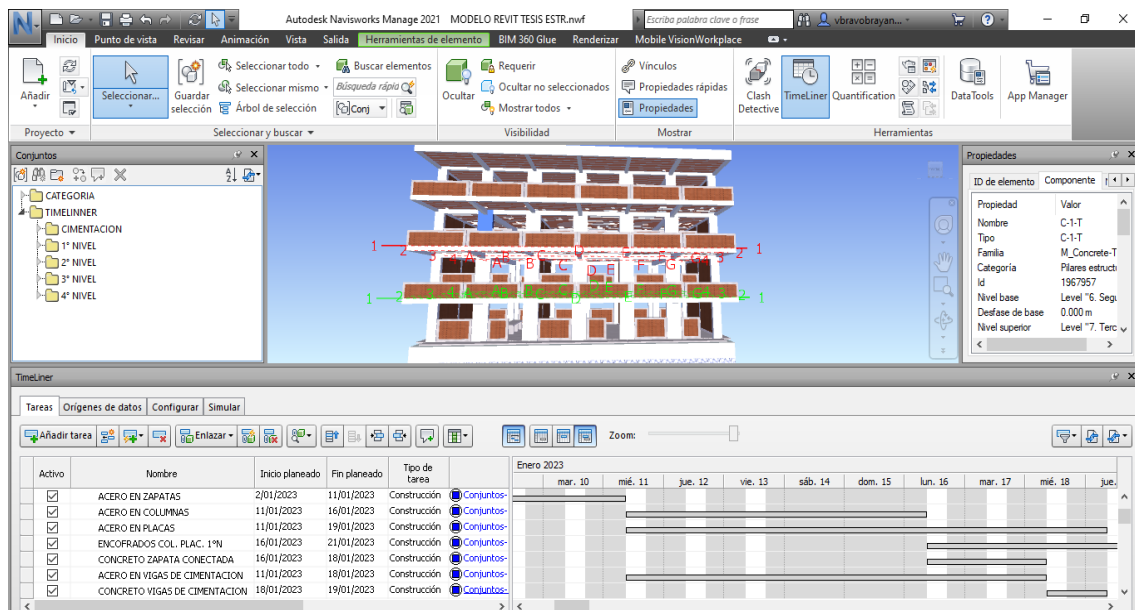 Autodesk Navisworks Manage 2021 MODELO REVIT TESIS ESTR.nwf
Escriba palabra clave o frase
vbravobrayan...
Inicio Punto de vista Revisar Animación Vista Salida Herramientas de elemento BIM 360 Glue Renderizar Mobile VisionWorkplace
Añadir
Seleccionar...
Guardar selección
Seleccionar todo
Seleccionar mismo
Árbol de selección
Buscar elementos
Búsqueda rápida
Conj
Ocultar
Requerir
Ocultar no seleccionados
Mostrar todos
Vínculos
Propiedades rápidas
Propiedades
Clash Detective
TimeLiner
Quantification
DataTools
App Manager
Proyecto Seleccionar y buscar Visibilidad Mostrar Herramientas
Conjuntos
CATEGORIA
TIMELINNER
CIMENTACION
1° NIVEL
2° NIVEL
3° NIVEL
4° NIVEL
Propiedades
ID de elemento Componente
Propiedad Valor
Nombre C-1-T
Tipo C-1-T
Familia M_Concrete-T
Categoría Pilares estructu
Id 1967957
Nivel base Level "6. Segu
Desfase de base 0.000 m
Nivel superior Level "7. Terc
TimeLiner
Tareas Orígenes de datos Configurar Simular
Añadir tarea Enlazar Zoom:
Activo Nombre Inicio planeado Fin planeado Tipo de tarea
Enero 2023
mar. 10 mié. 11 jue. 12 vie. 13 sáb. 14 dom. 15 lun. 16 mar. 17 mié. 18 jue.
ACERO EN ZAPATAS 2/01/2023 11/01/2023 Construcción Conjuntos-
ACERO EN COLUMNAS 11/01/2023 16/01/2023 Construcción Conjuntos-
ACERO EN PLACAS 11/01/2023 19/01/2023 Construcción Conjuntos-
ENCOFRADOS COL. PLAC. 1°N 16/01/2023 21/01/2023 Construcción Conjuntos-
CONCRETO ZAPATA CONECTADA 16/01/2023 18/01/2023 Construcción Conjuntos-
ACERO EN VIGAS DE CIMENTACION 11/01/2023 18/01/2023 Construcción Conjuntos-
CONCRETO VIGAS DE CIMENTACION 18/01/2023 19/01/2023 Construcción Conjuntos-